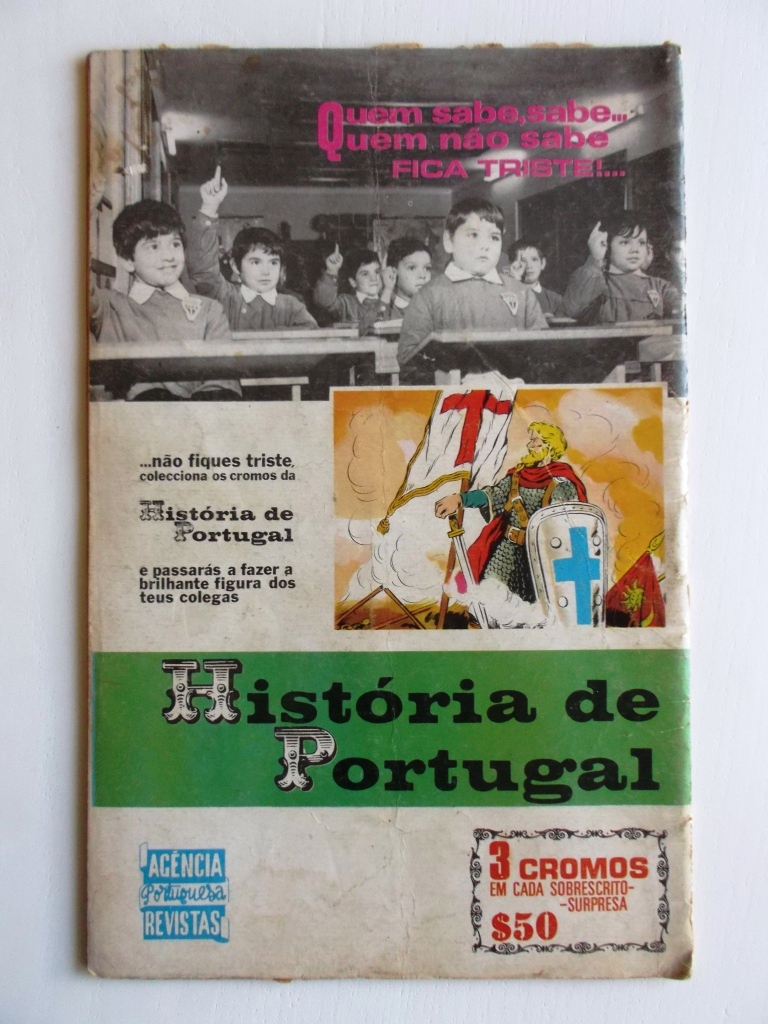 Quem sabe, sabe...
Quem não sabe
FICA TRISTE!...
...não fiques triste,
colecciona os cromos da
História de
Portugal
e passarás a fazer a
brilhante figura dos
teus colegas
História de
Portugal
AGÊNCIA
Portuguesa
REVISTAS
3 CROMOS
EM CADA SOBRESCRITO-
-SURPRESA
$50